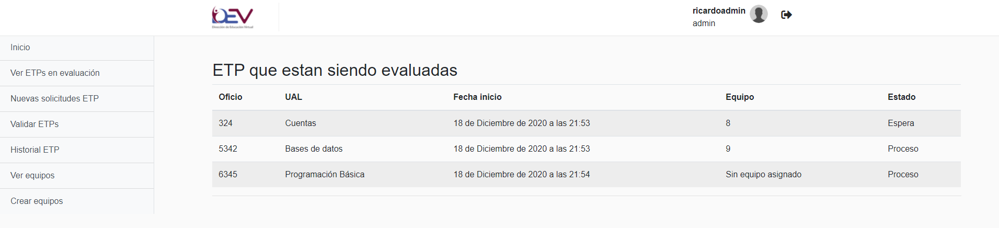 DEV
Dirección de Educación Virtual
ricardoadmin
admin
Inicio
Ver ETPs en evaluación
Nuevas solicitudes ETP
Validar ETPs
Historial ETP
Ver equipos
Crear equipos
ETP que estan siendo evaluadas
Oficio UAL Fecha inicio Equipo Estado
324 Cuentas 18 de Diciembre de 2020 a las 21:53 8 Espera
5342 Bases de datos 18 de Diciembre de 2020 a las 21:53 9 Proceso
6345 Programación Básica 18 de Diciembre de 2020 a las 21:54 Sin equipo asignado Proceso